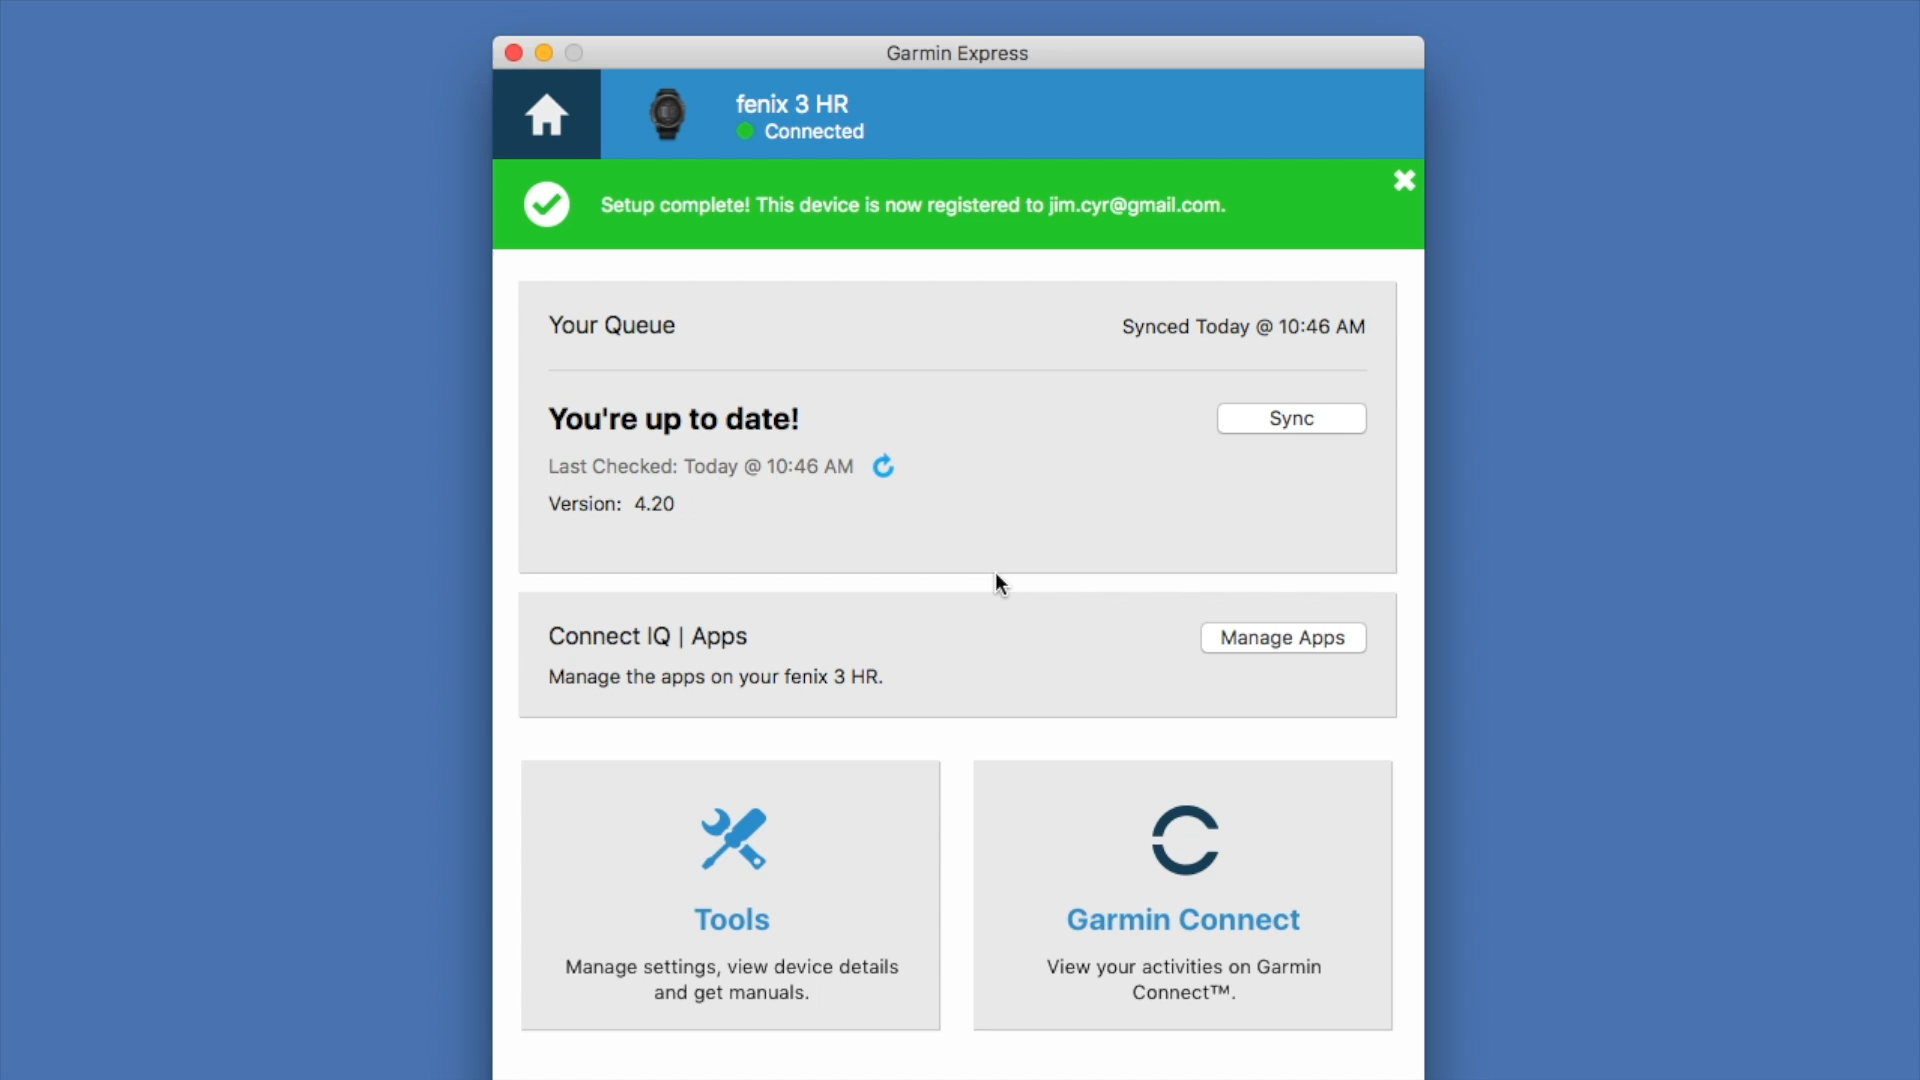 Garmin Express
fenix 3 HR
Connected
Setup complete! This device is now registered to jim.cyr@gmail.com.
Your Queue
Synced Today @ 10:46 AM
You're up to date!
Sync
Last Checked: Today @ 10:46 AM
Version: 4.20
Connect IQ | Apps
Manage Apps
Manage the apps on your fenix 3 HR.
Tools
Manage settings, view device details
and get manuals.
Garmin Connect
View your activities on Garmin
Connect™.